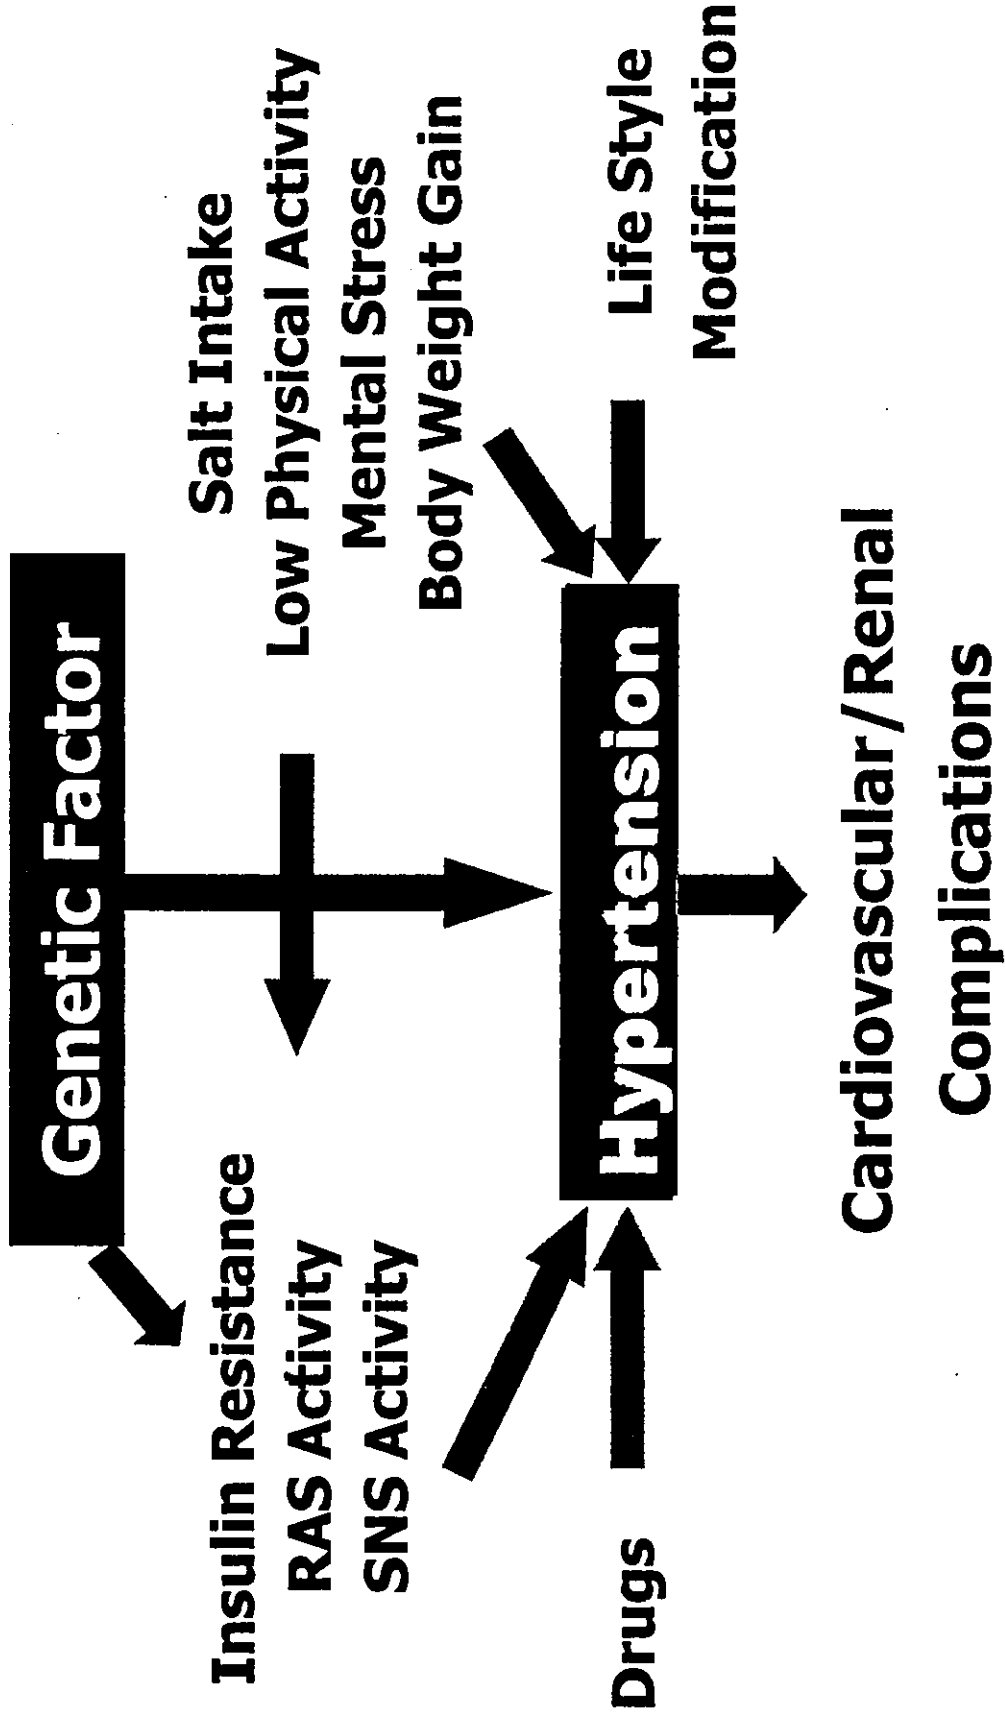 Genetic Factor
Insulin Resistance
RAS Activity
SNS Activity
Salt Intake
Low Physical Activity
Mental Stress
Body Weight Gain
Drugs
Hypertension
Life Style
Modification
Cardiovascular/Renal
Complications